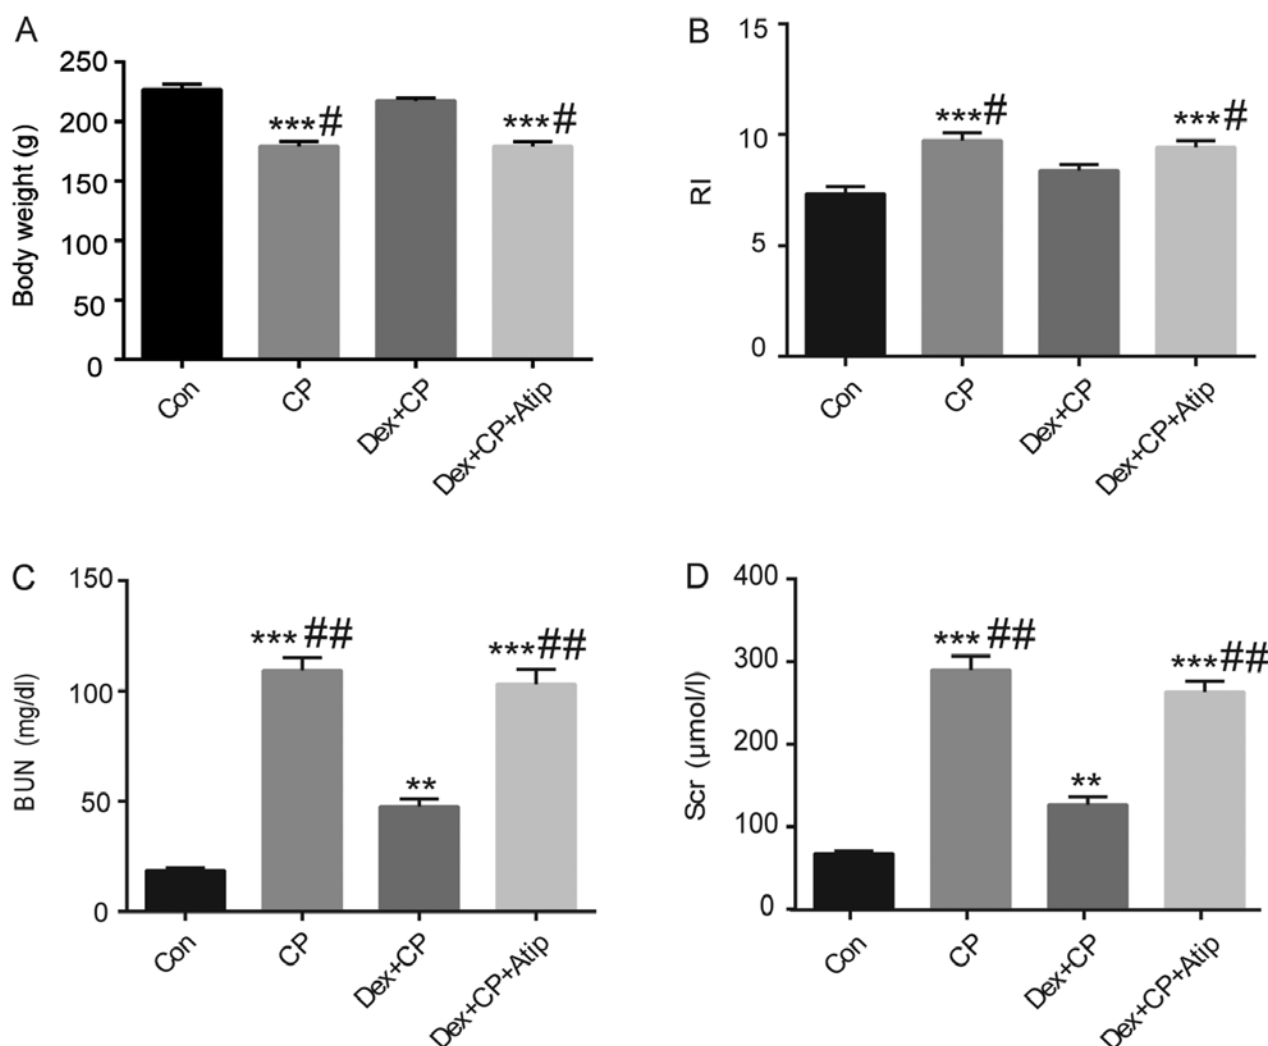 A
Body weight (g)
250
200
150
100
50
0
***#
***#
Con
CP
Dex+CP
Dex+CP+Atip
B
RI
15
10
5
0
***#
***#
Con
CP
Dex+CP
Dex+CP+Atip
C
BUN (mg/dl)
150
100
50
0
*** ##
**
***##
Con
CP
Dex+CP
Dex+CP+Atip
D
Scr (μmol/l)
400
300
200
100
0
*** ##
**
***##
Con
CP
Dex+CP
Dex+CP+Atip